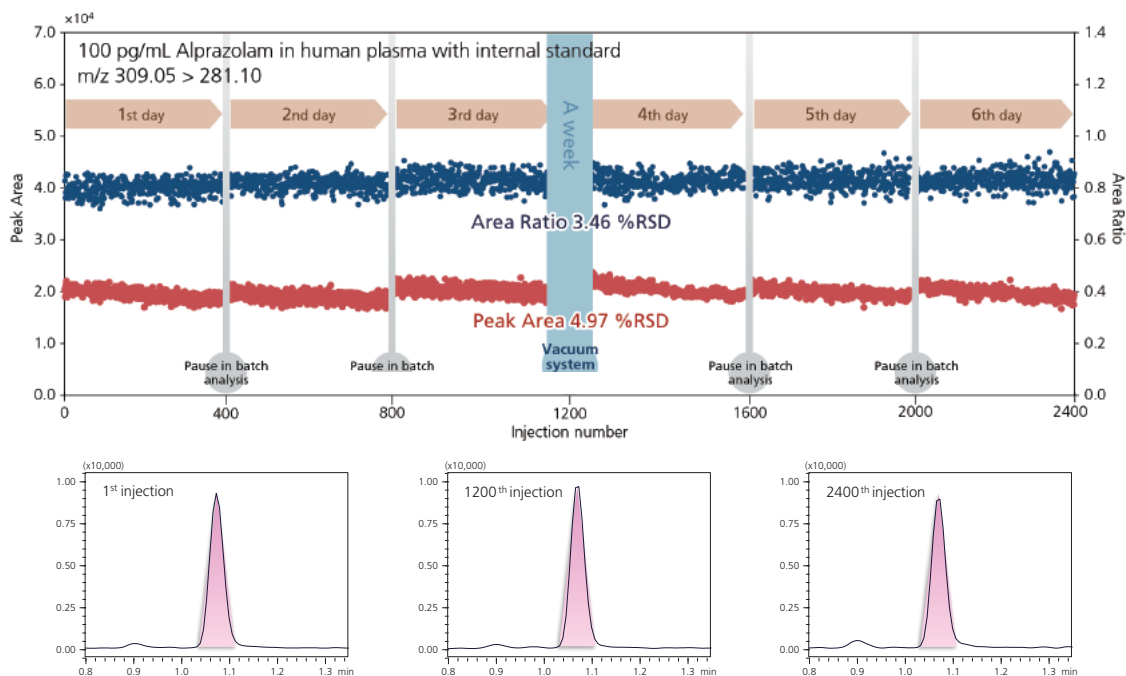 ×10⁴
7.0
6.0
5.0
4.0
3.0
2.0
1.0
0.0
Peak Area
100 pg/mL Alprazolam in human plasma with internal standard
m/z 309.05 > 281.10
1st day
2nd day
3rd day
A week
4th day
5th day
6th day
Area Ratio 3.46 %RSD
Peak Area 4.97 %RSD
Pause in batch
analysis
Pause in batch
Vacuum
system
Pause in batch
analysis
Pause in batch
analysis
1.4
1.2
1.0
0.8
0.6
0.4
0.2
0.0
Area Ratio
0 400 800 1200 1600 2000 2400
Injection number
(x10,000)
1st injection
1.00
0.75
0.50
0.25
0.00
0.8 0.9 1.0 1.1 1.2 1.3 min
(x10,000)
1200th injection
1.00
0.75
0.50
0.25
0.00
0.8 0.9 1.0 1.1 1.2 1.3 min
(x10,000)
2400th injection
1.00
0.75
0.50
0.25
0.00
0.8 0.9 1.0 1.1 1.2 1.3 min